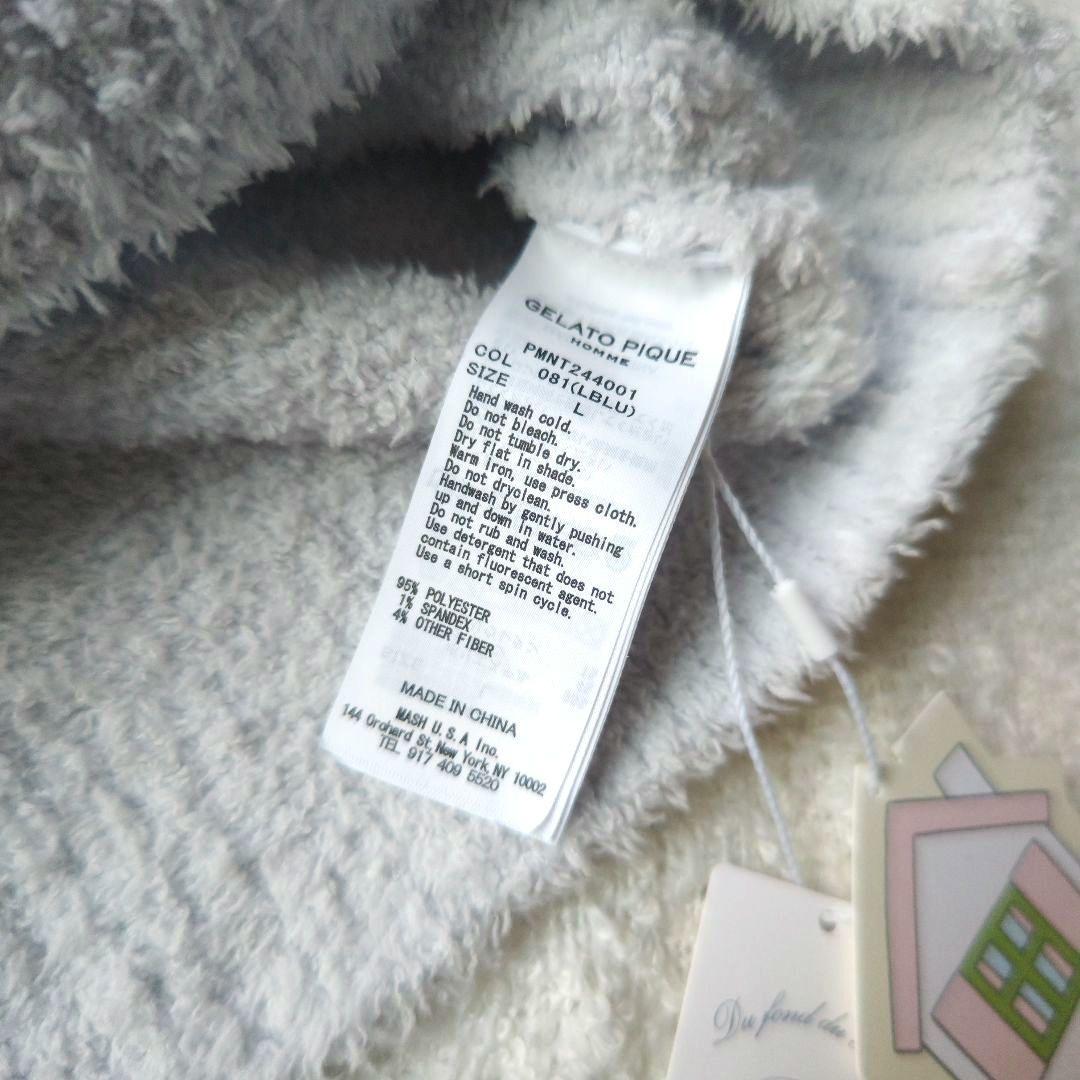 GELATO PIQUE
HOMME
PMNT244001
COL 081(LBLU)
SIZE L
Hand wash cold.
Do not bleach.
Do not tumble dry.
Dry flat in shade.
Warm iron, use press cloth.
Do not dryclean.
Handwash by gently pushing
up and down in water.
Do not rub and wash.
Use detergent that does not
contain fluorescent agent.
Use a short spin cycle.
95% POLYESTER
1% SPANDEX
4% OTHER FIBER
MADE IN CHINA
MASH U.S.A Inc.
144 Orchard St,New York,NY 10002
TEL 917 409 5520
Du fond du